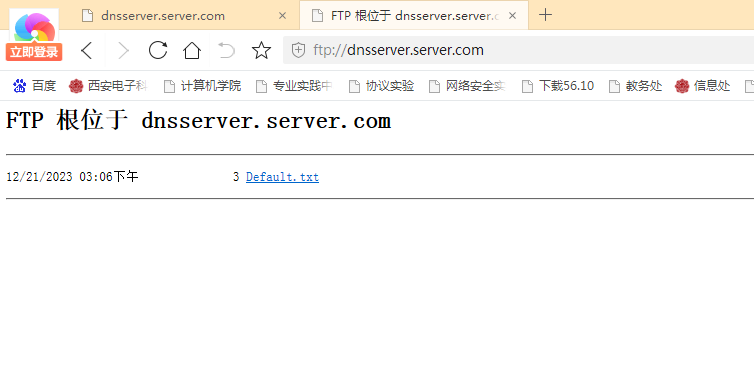 dnsserver.server.com
FTP 根位于 dnsserver.server.c
立即登录
ftp://dnsserver.server.com
百度 西安电子科 计算机学院 专业实践中 协议实验 网络安全实 下载56.10 教务处 信息处
FTP 根位于 dnsserver.server.com
12/21/2023 03:06下午 3 Default.txt